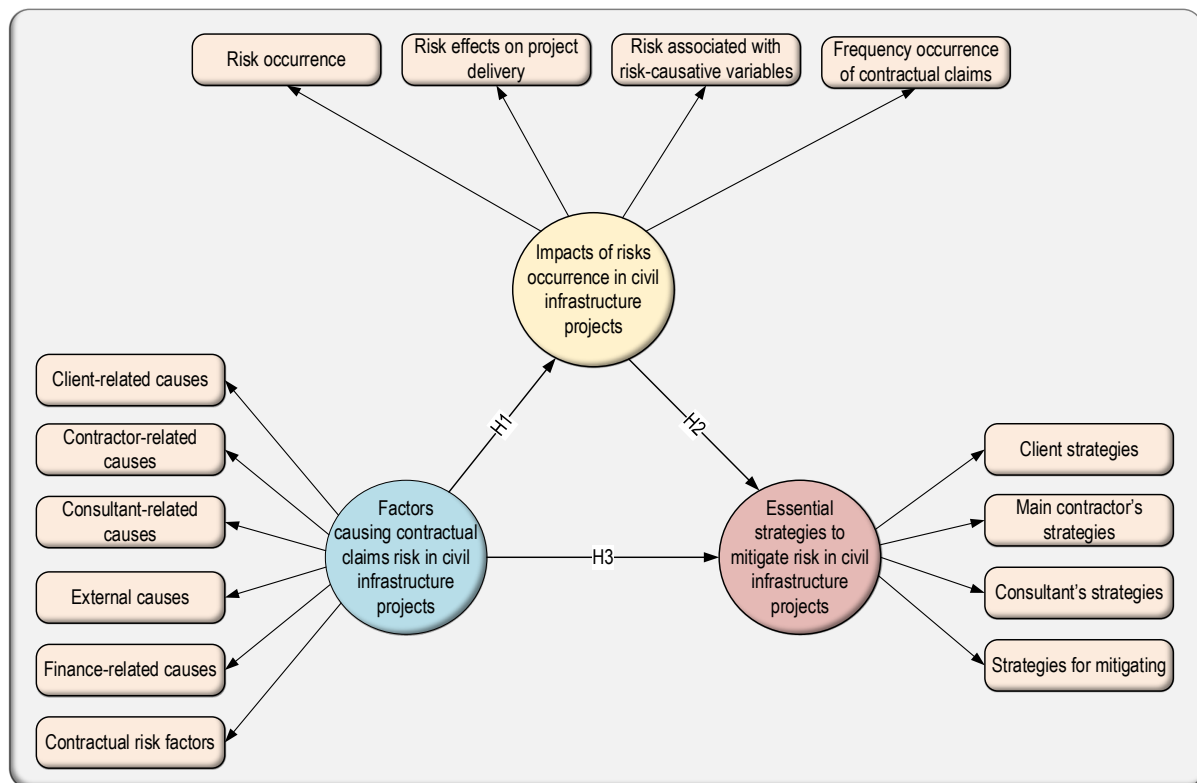 Risk occurrence
Risk effects on project
delivery
Risk associated with
risk-causative variables
Frequency occurrence
of contractual claims
Impacts of risks
occurrence in civil
infrastructure
projects
H1
H2
Client-related causes
Contractor-related
causes
Consultant-related
causes
External causes
Finance-related causes
Contractual risk factors
Factors
causing contractual
claims risk in civil
infrastructure
projects
H3
Essential
strategies to
mitigate risk in civil
infrastructure
projects
Client strategies
Main contractor's
strategies
Consultant's strategies
Strategies for mitigating